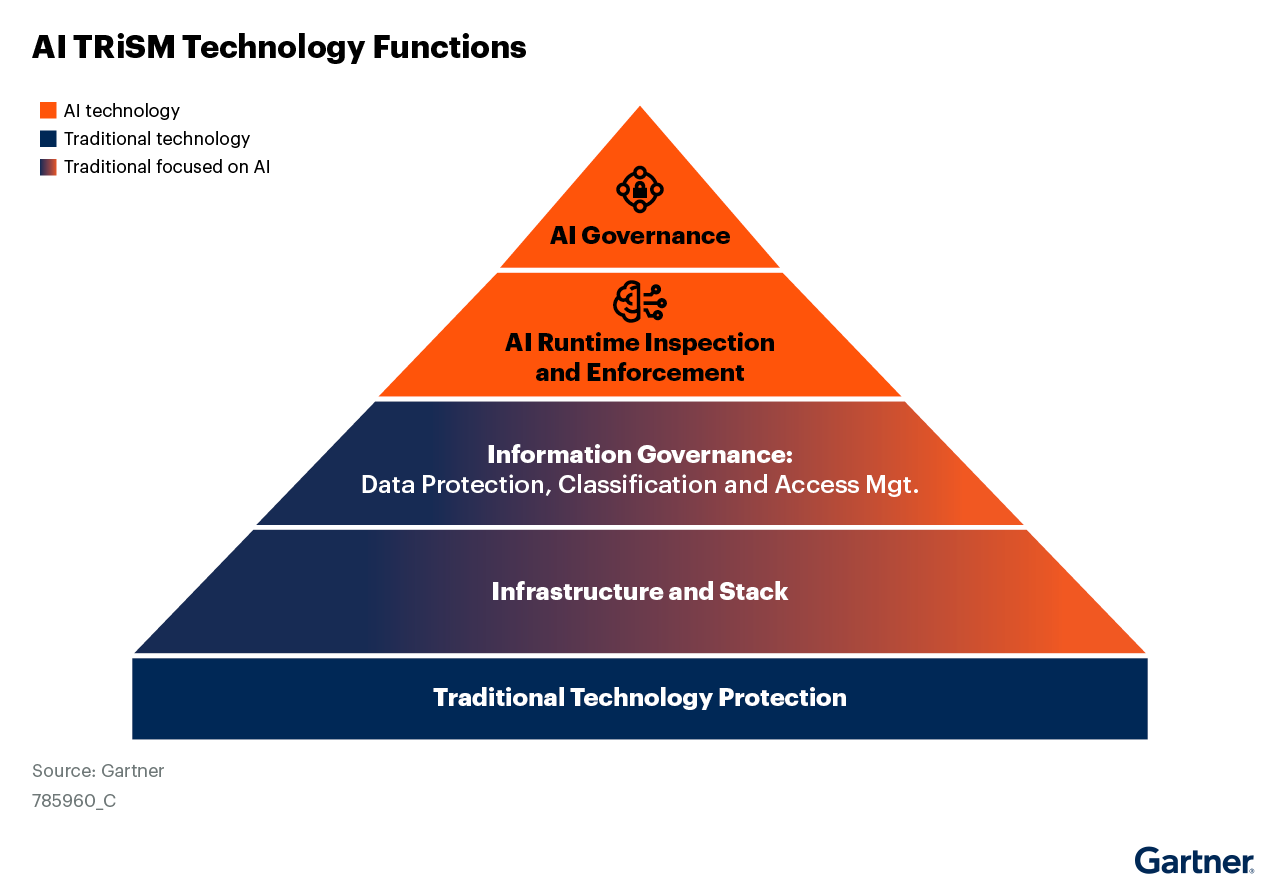 AI TRiSM Technology Functions
AI technology
Traditional technology
Traditional focused on AI
AI Governance
AI Runtime Inspection
and Enforcement
Information Governance:
Data Protection, Classification and Access Mgt.
Infrastructure and Stack
Traditional Technology Protection
Source: Gartner
785960_C
Gartner®